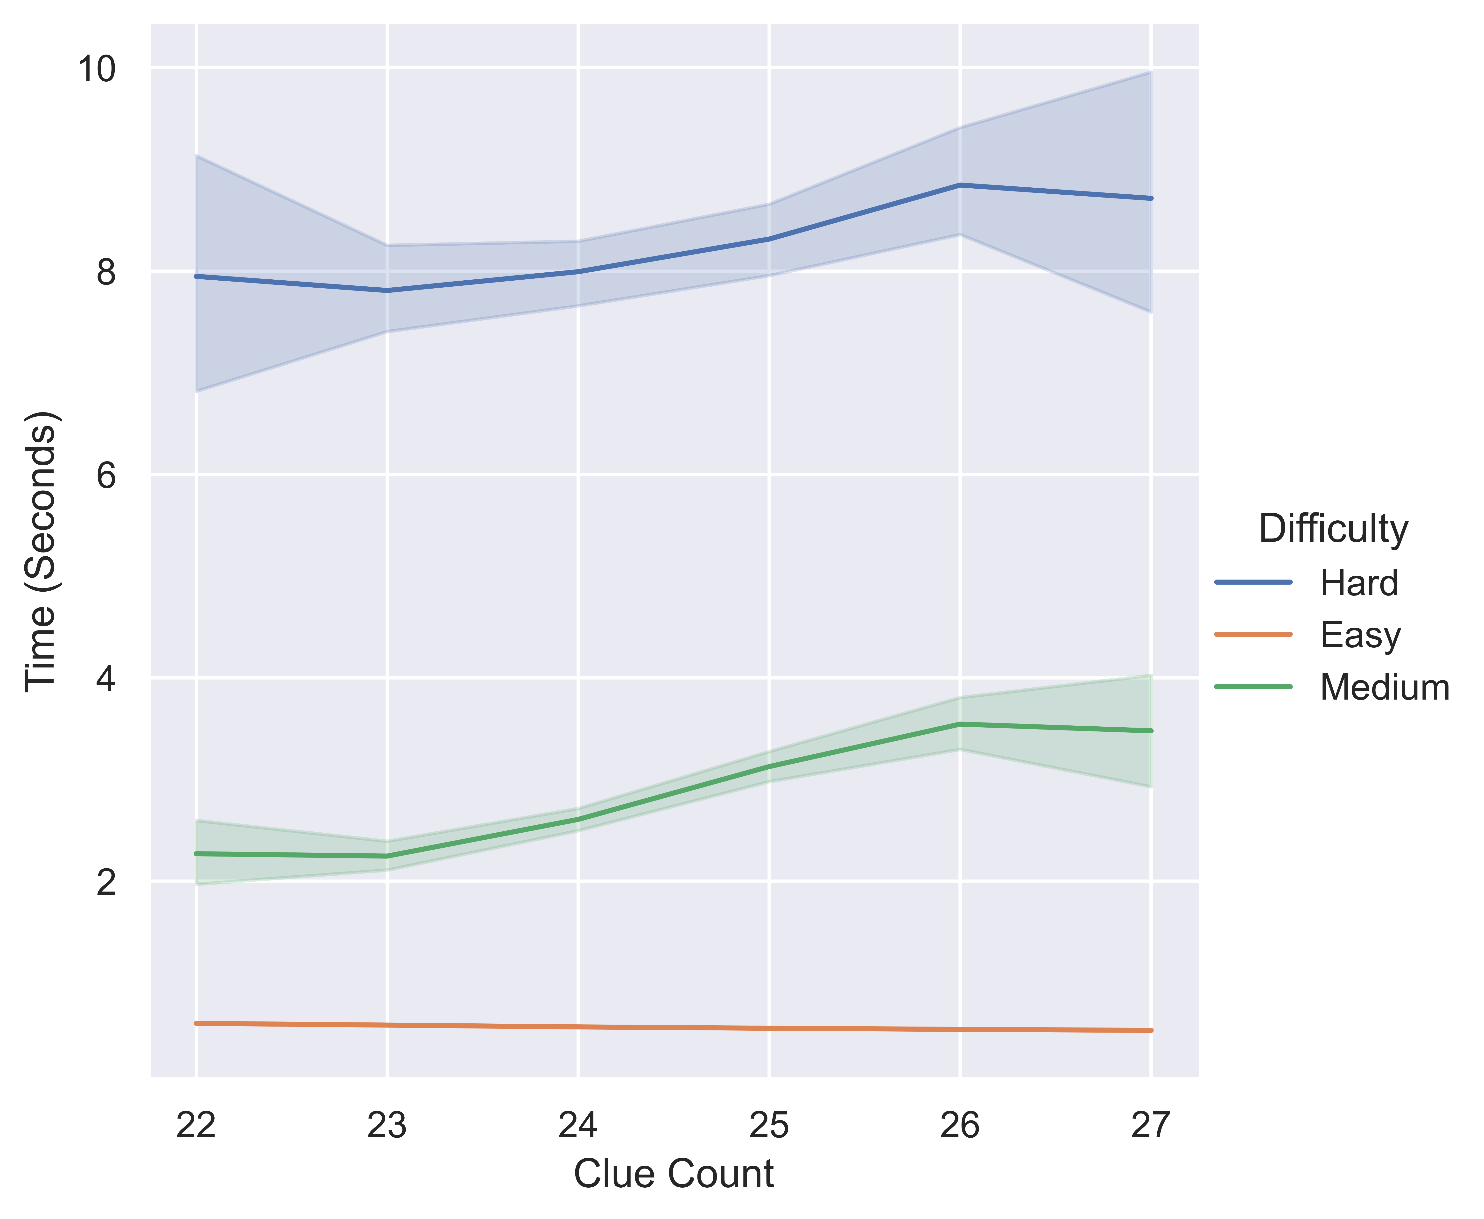 10
8
6
4
2
Time (Seconds)
22 23 24 25 26 27
Clue Count
Difficulty
Hard
Easy
Medium